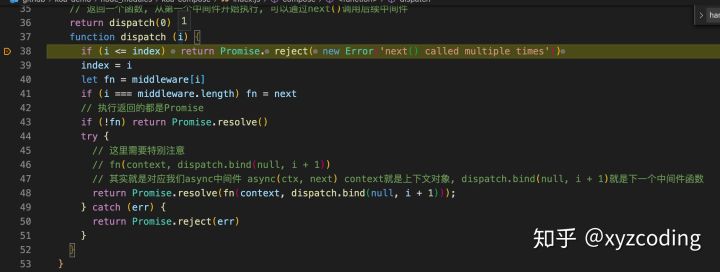 github > koa-demo > node_modules > koa-compose > index.js > compose > <function> > dispatch
35 // 返回一个函数, 从第一个中间件开始执行, 可以通过next()调用后续中间件
36 return dispatch(0) 1
37 function dispatch (i) {
38 if (i <= index) return Promise. reject( new Error('next() called multiple times'))
39 index = i
40 let fn = middleware[i]
41 if (i === middleware.length) fn = next
42 // 执行返回的都是Promise
43 if (!fn) return Promise.resolve()
44 try {
45 // 这里需要特别注意
46 // fn(context, dispatch.bind(null, i + 1))
47 // 其实就是对应我们async中间件 async(ctx, next) context就是上下文对象, dispatch.bind(null, i + 1)就是下一个中间件函数
48 return Promise.resolve(fn(context, dispatch.bind(null, i + 1)));
49 } catch (err) {
50 return Promise.reject(err)
51 }
52 }
53 }
知乎 @xyzcoding